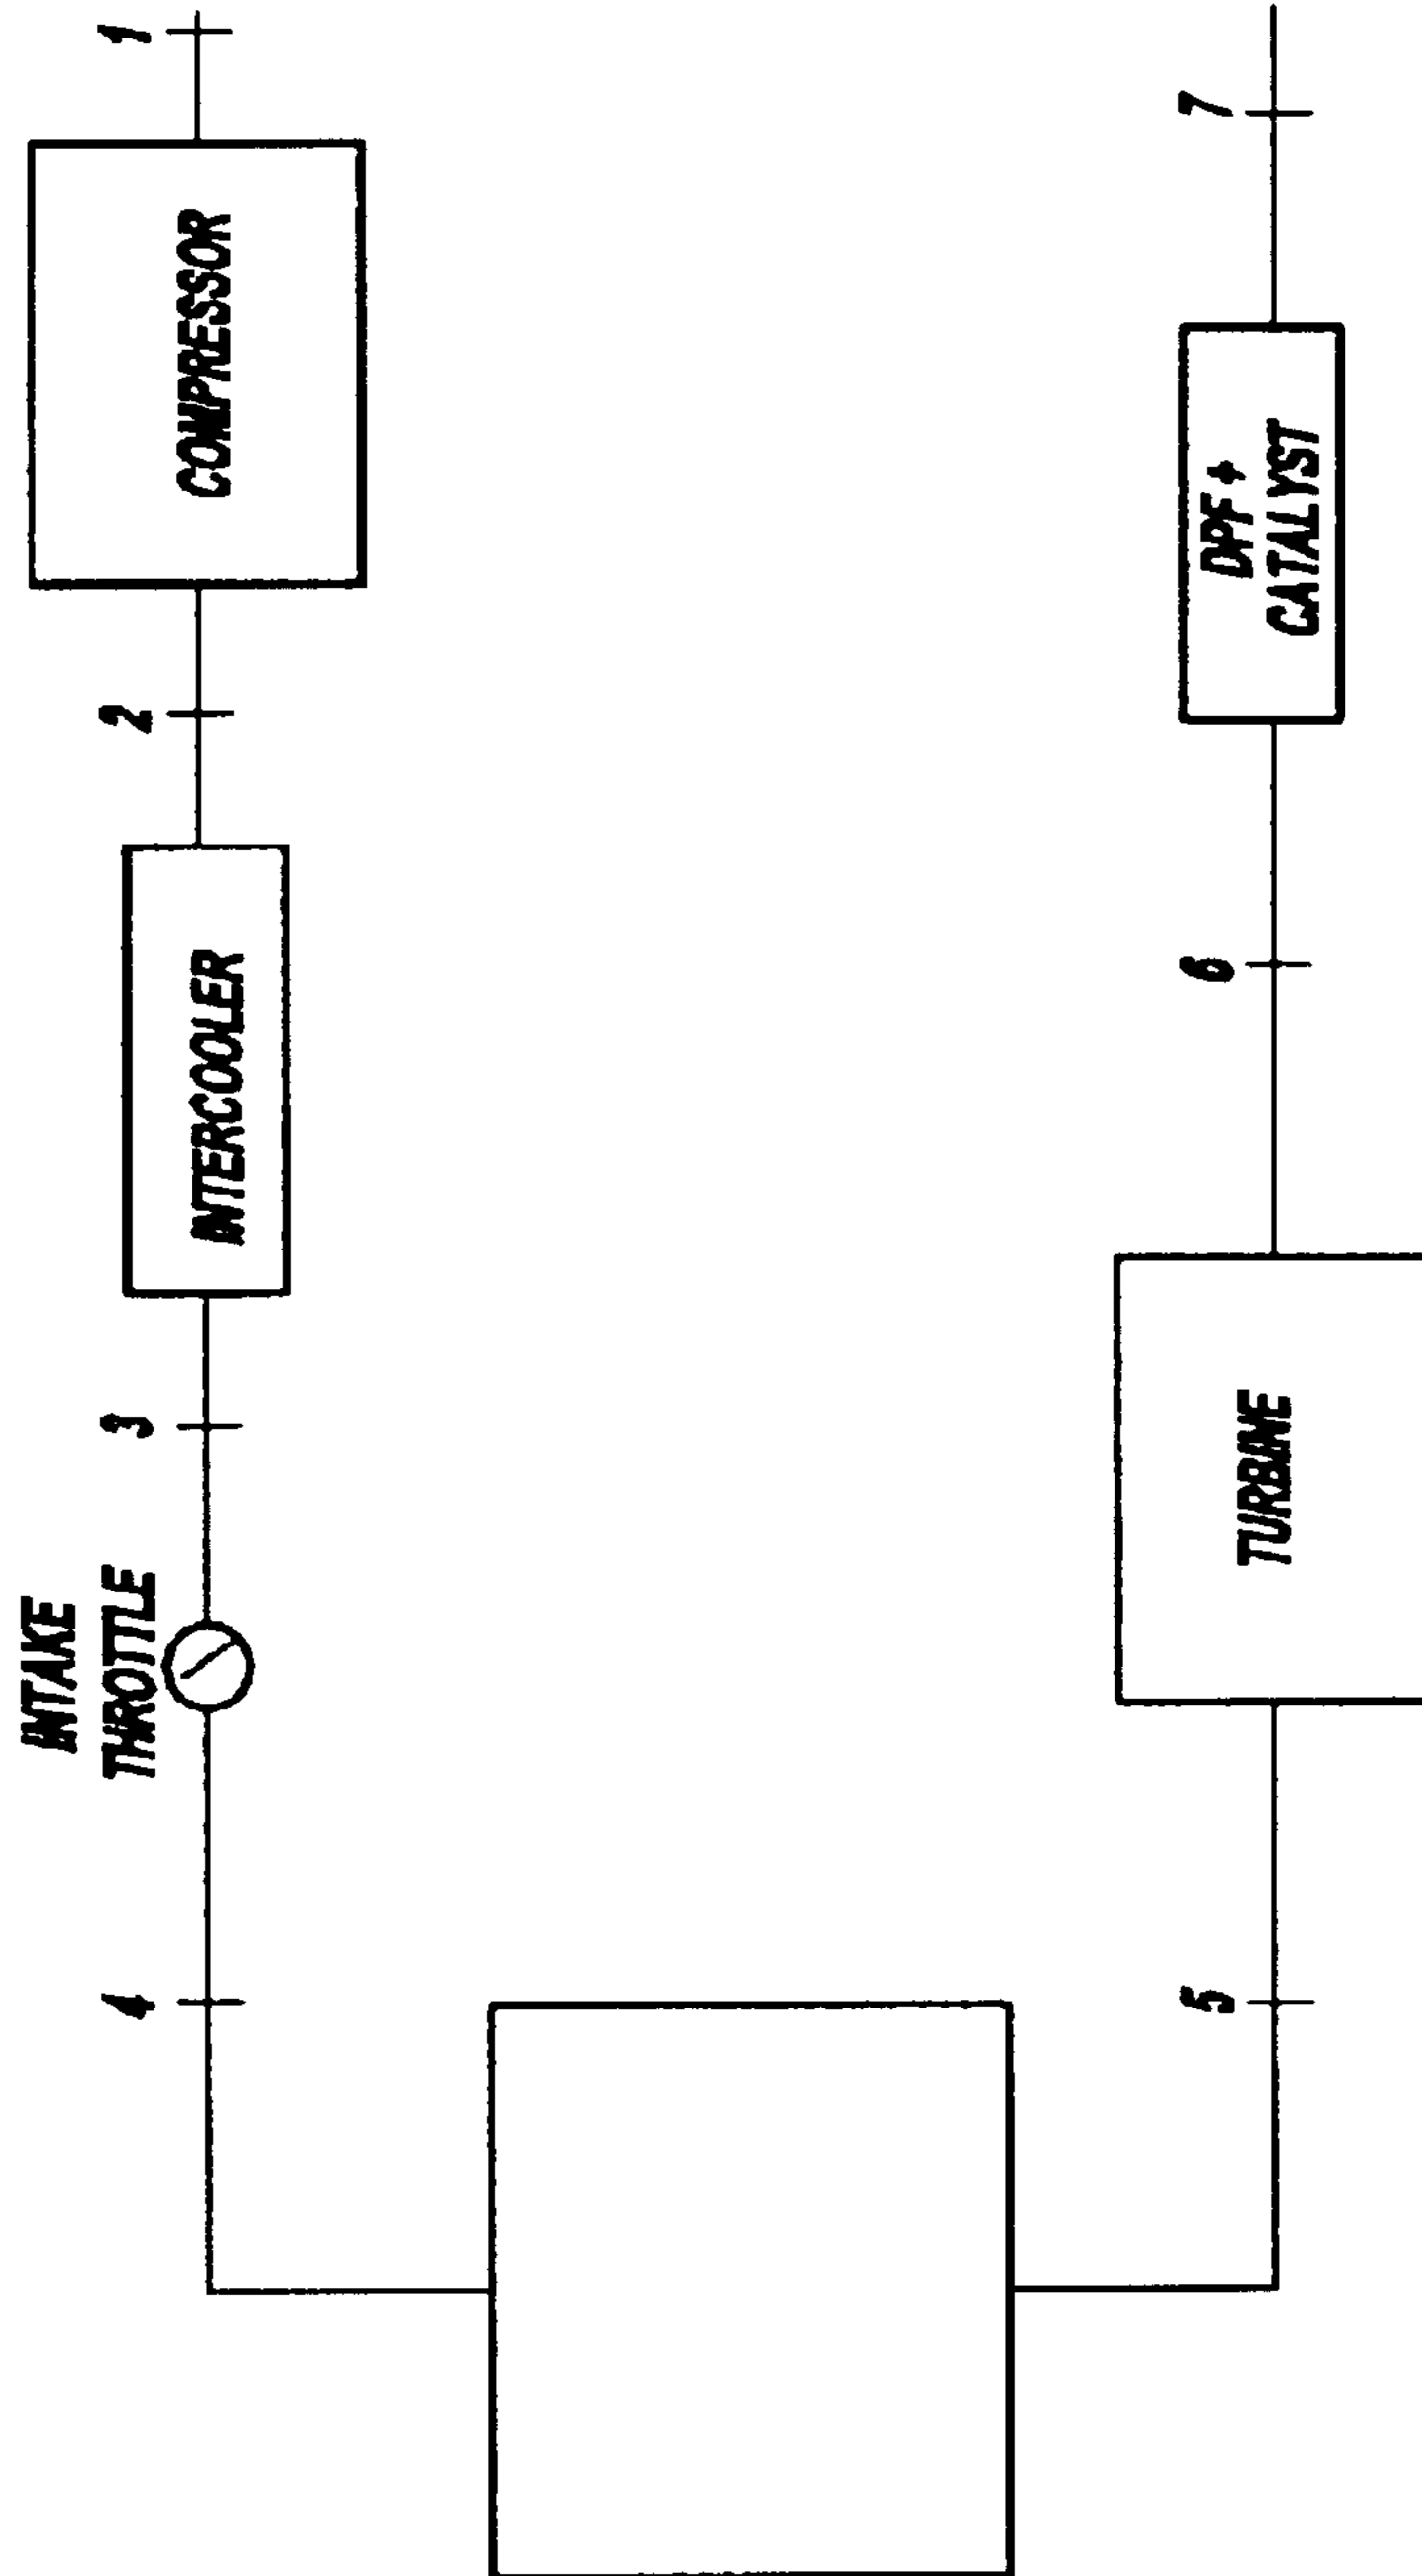 1
COMPRESSOR
2
INTERCOOLER
3
INTAKE
THROTTLE
4
5
TURBINE
6
DPF +
CATALYST
7